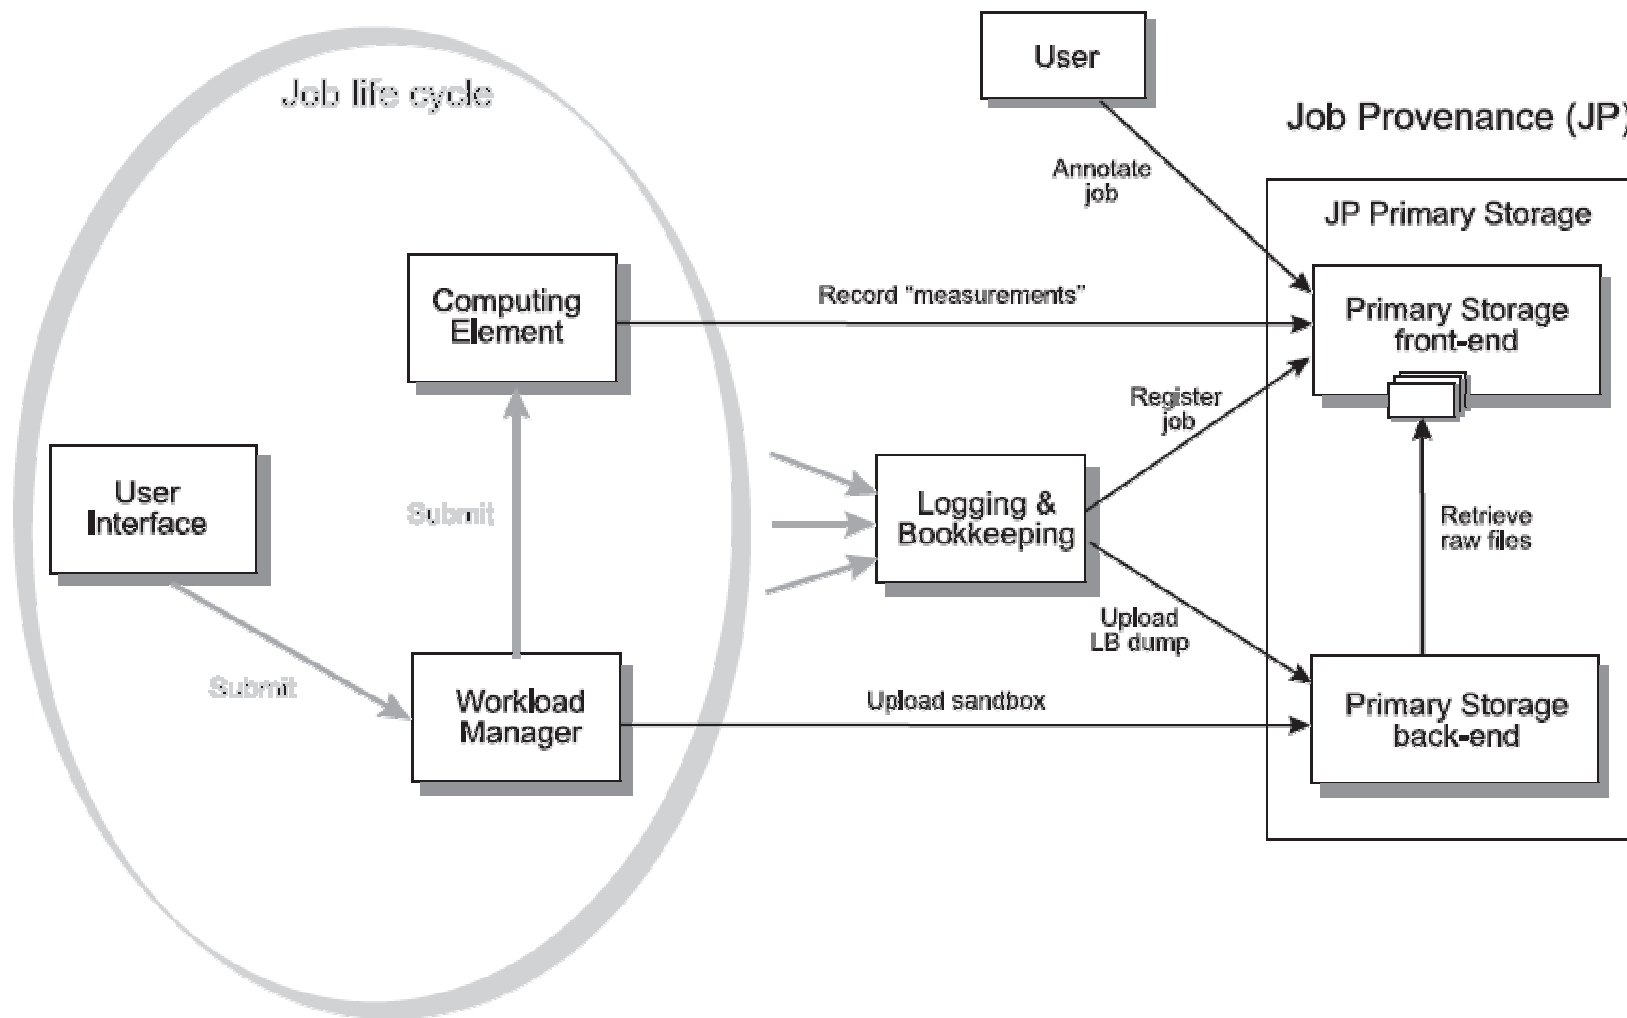 User
Job life cycle
Job Provenance (JP)
Annotate
job
JP Primary Storage
Computing
Element
Record “measurements”
Primary Storage
front-end
Register
job
User
Interface
Submit
Logging &
Bookkeeping
Retrieve
raw files
Upload
LB dump
Submit
Workload
Manager
Upload sandbox
Primary Storage
back-end